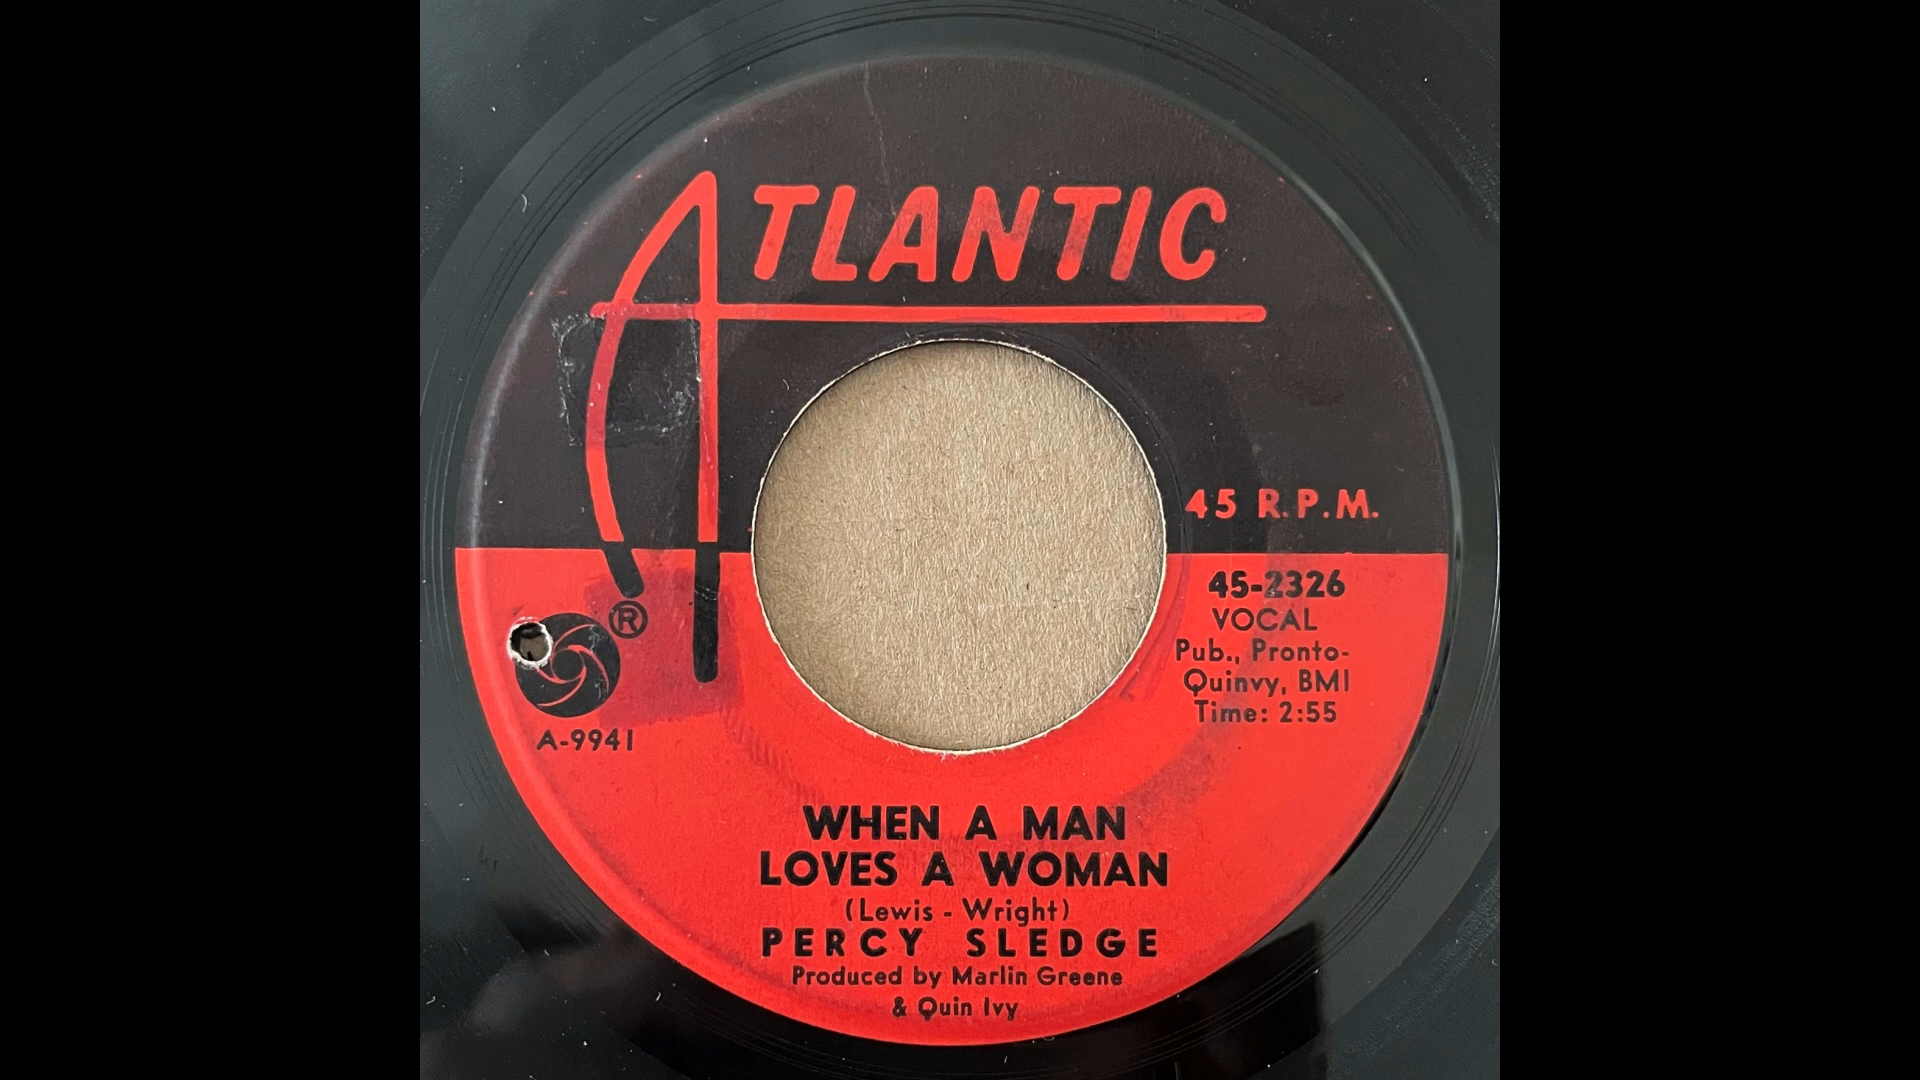 ATLANTIC
45 R.P.M.
45-2326
VOCAL
Pub., Pronto-
Quinvy, BMI
Time: 2:55
®
A-9941
WHEN A MAN
LOVES A WOMAN
(Lewis - Wright)
PERCY SLEDGE
Produced by Marlin Greene
& Quin Ivy